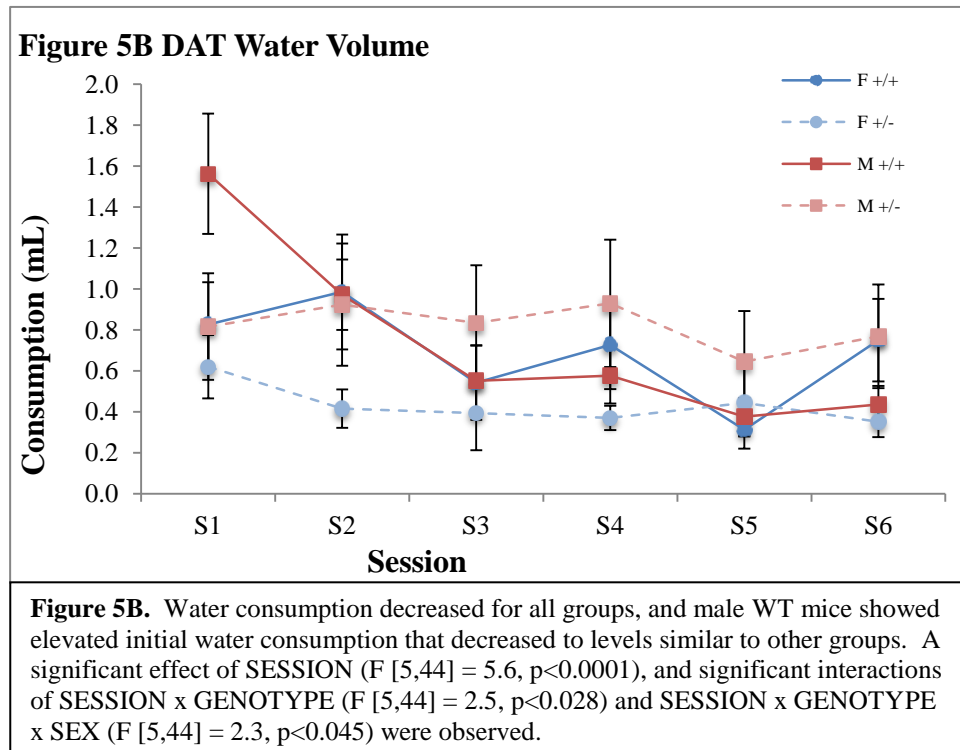 Figure 5B DAT Water Volume
F +/+
F +/-
M +/+
M +/-
2.0
1.8
1.6
1.4
1.2
1.0
0.8
0.6
0.4
0.2
0.0
Consumption (mL)
S1 S2 S3 S4 S5 S6
Session
Figure 5B. Water consumption decreased for all groups, and male WT mice showed
elevated initial water consumption that decreased to levels similar to other groups. A
significant effect of SESSION (F [5,44] = 5.6, p<0.0001), and significant interactions
of SESSION x GENOTYPE (F [5,44] = 2.5, p<0.028) and SESSION x GENOTYPE
x SEX (F [5,44] = 2.3, p<0.045) were observed.